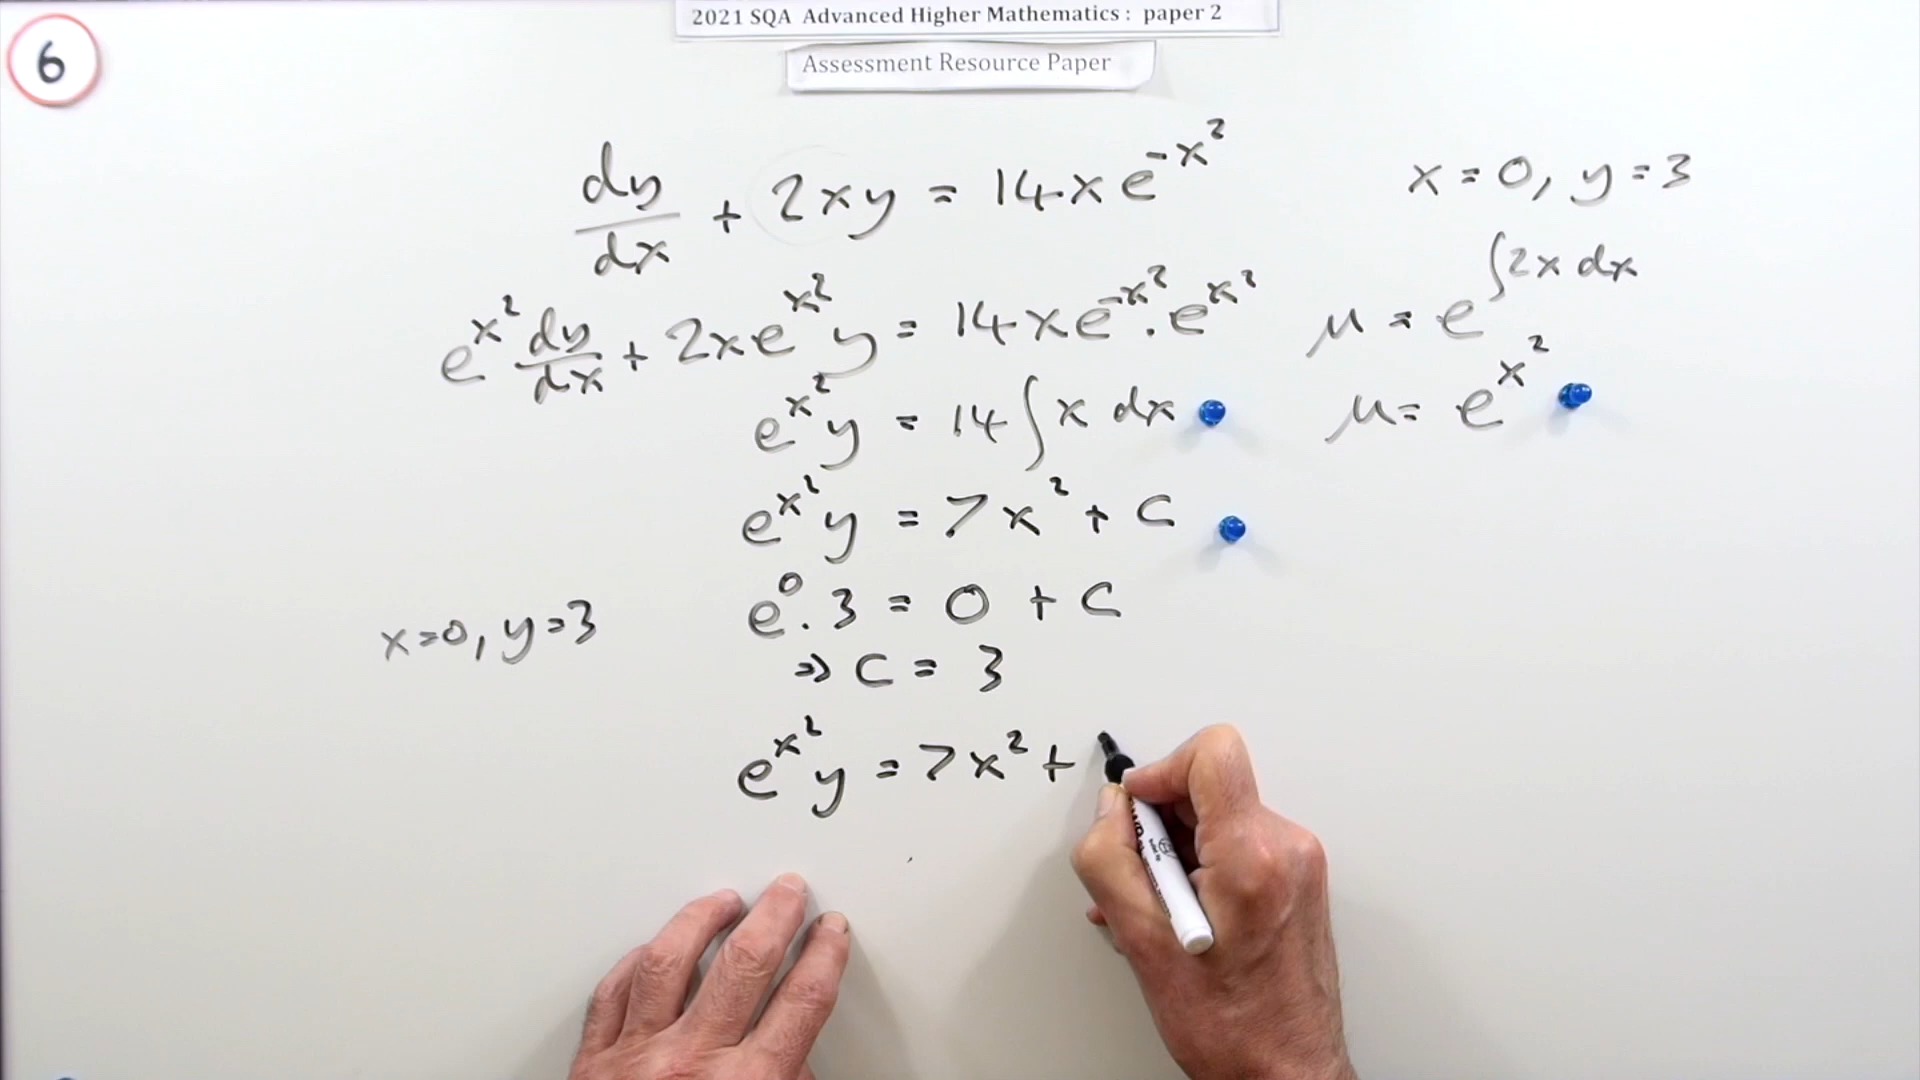 2021 SQA Advanced Higher Mathematics : paper 2
Assessment Resource Paper
6
dy/dx + 2xy = 14xe^-x²
x = 0, y = 3
μ = e^∫2x dx
e^x² dy/dx + 2xe^x² y = 14xe^-x² . e^x²
μ = e^x²
e^x² y = 14∫x dx
e^x² y = 7x² + C
x=0, y=3
e⁰. 3 = 0 + C
⇒ C = 3
e^x² y = 7x² +